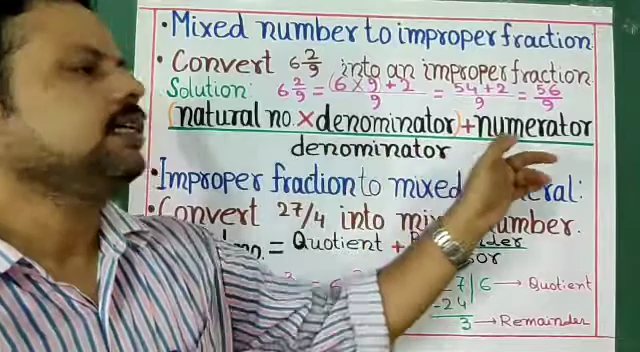 • Mixed number to improper fraction
• Convert 6 2/9 into an improper fraction
Solution: 6 2/9 = (6 × 9) + 2 / 9 = 54 + 2 / 9 = 56 / 9
(natural no. × denominator) + numerator
denominator
• Improper fraction to mixed
• Convert 27/4 into number.
= Quotient +
6 → Quotient
-24
3 → Remainder